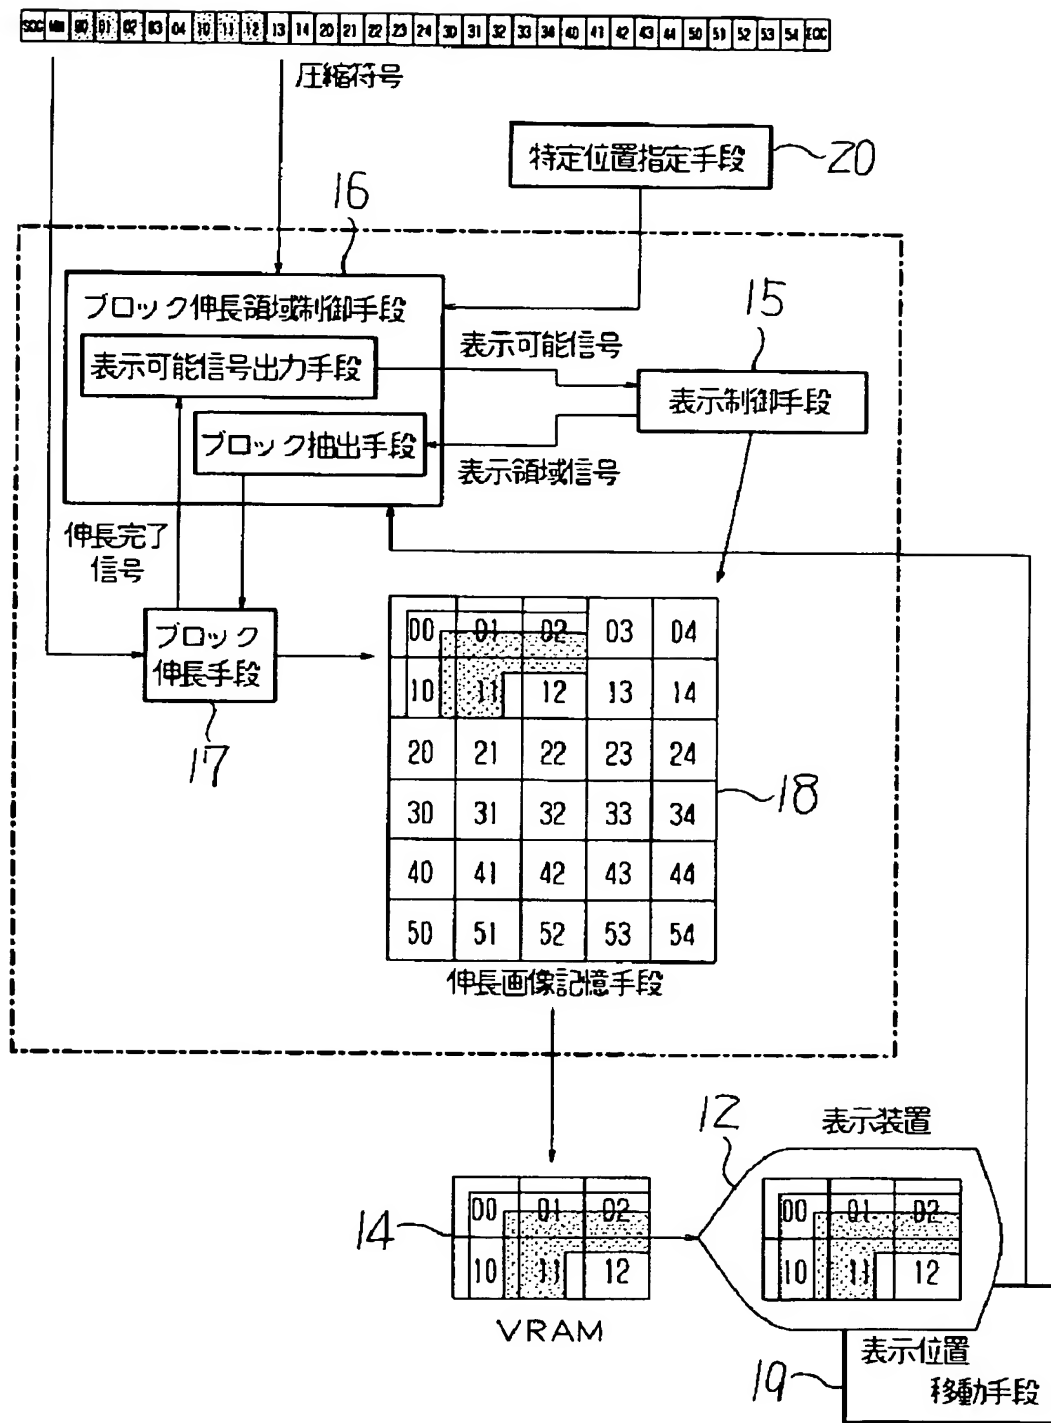 00 01 02 03 04 10 11 12 13 14 20 21 22 23 24 30 31 32 33 34 40 41 42 43 44 50 51 52 53 54 EOC
圧縮符号
特定位置指定手段
20
16
ブロック伸長領域制御手段
15
表示可能信号
表示可能信号出力手段
表示制御手段
ブロック抽出手段
表示領域信号
伸長完了
信号
ブロック
伸長手段
17
00 01 02 03 04
10 11 12 13 14
20 21 22 23 24
18
30 31 32 33 34
40 41 42 43 44
50 51 52 53 54
伸長画像記憶手段
12
表示装置
14
00 01 02
10 11 12
VRAM
00 01 02
10 11 12
表示位置
移動手段
19